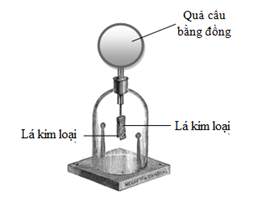 Quả cầu
bằng đồng
Lá kim loại
Lá kim loại